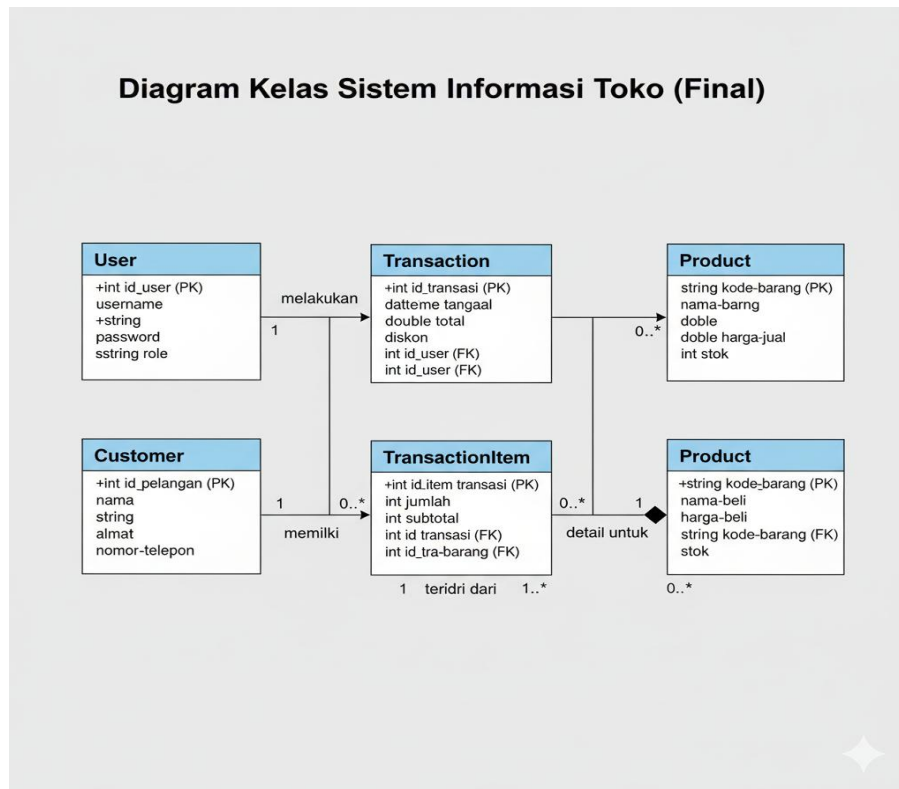 Diagram Kelas Sistem Informasi Toko (Final)
User
+int id_user (PK)
username
+string
password
sstring role
melakukan
1
Transaction
+int id_transasi (PK)
datteme tangaal
double total
diskon
int id_user (FK)
int id_user (FK)
0..*
Product
string kode-barang (PK)
nama-barng
doble
doble harga-jual
int stok
Customer
+int id_pelangan (PK)
nama
string
almat
nomor-telepon
1
0..*
memilki
TransactionItem
+int id.item transasi (PK)
int jumlah
int subtotal
int id transasi (FK)
int id_tra-barang (FK)
1 teridri dari 1..*
0..*
1
detail untuk
Product
+string kode-barang (PK)
nama-beli
harga-beli
string kode-barang (FK)
stok
0..*